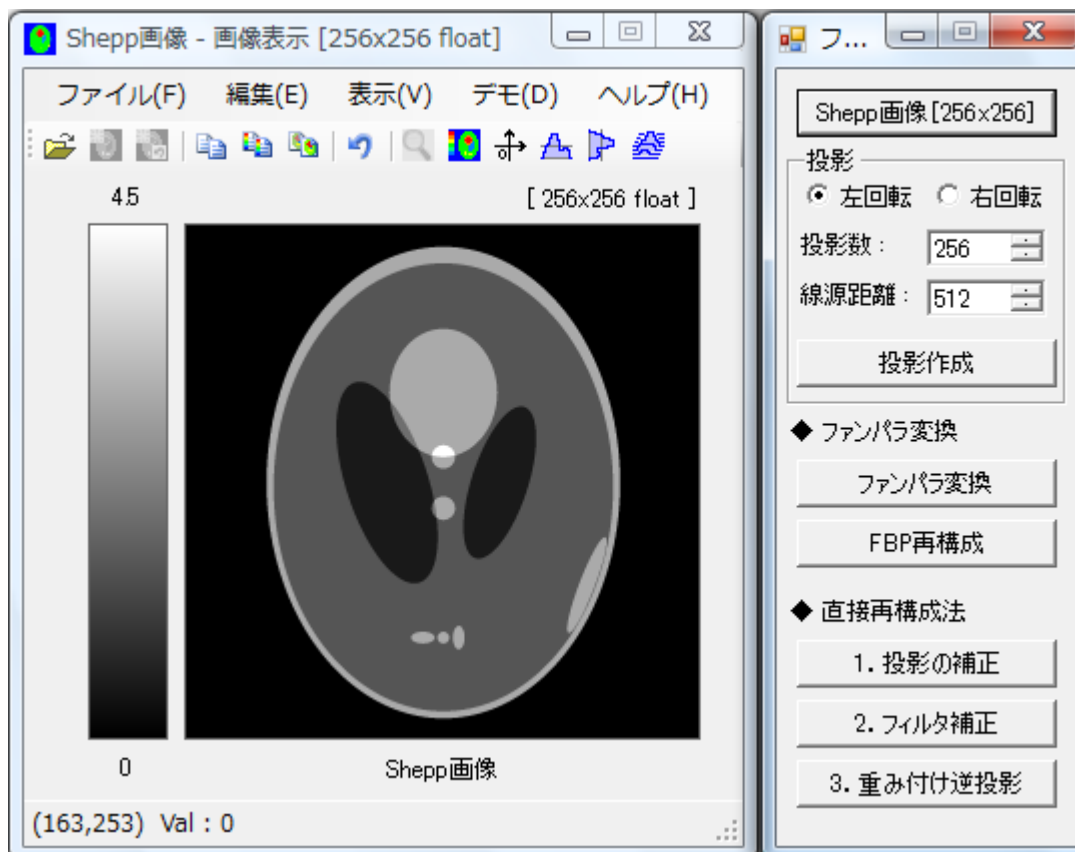 Shepp画像 - 画像表示 [256x256 float]
ファイル(F) 編集(E) 表示(V) デモ(D) ヘルプ(H)
4.5
[ 256x256 float ]
0
Shepp画像
(163,253) Val : 0
フ...
Shepp画像[256x256]
投影
左回転 右回転
投影数 : 256
線源距離 : 512
投影作成
◆ ファンパラ変換
ファンパラ変換
FBP再構成
◆ 直接再構成法
1. 投影の補正
2. フィルタ補正
3. 重み付け逆投影